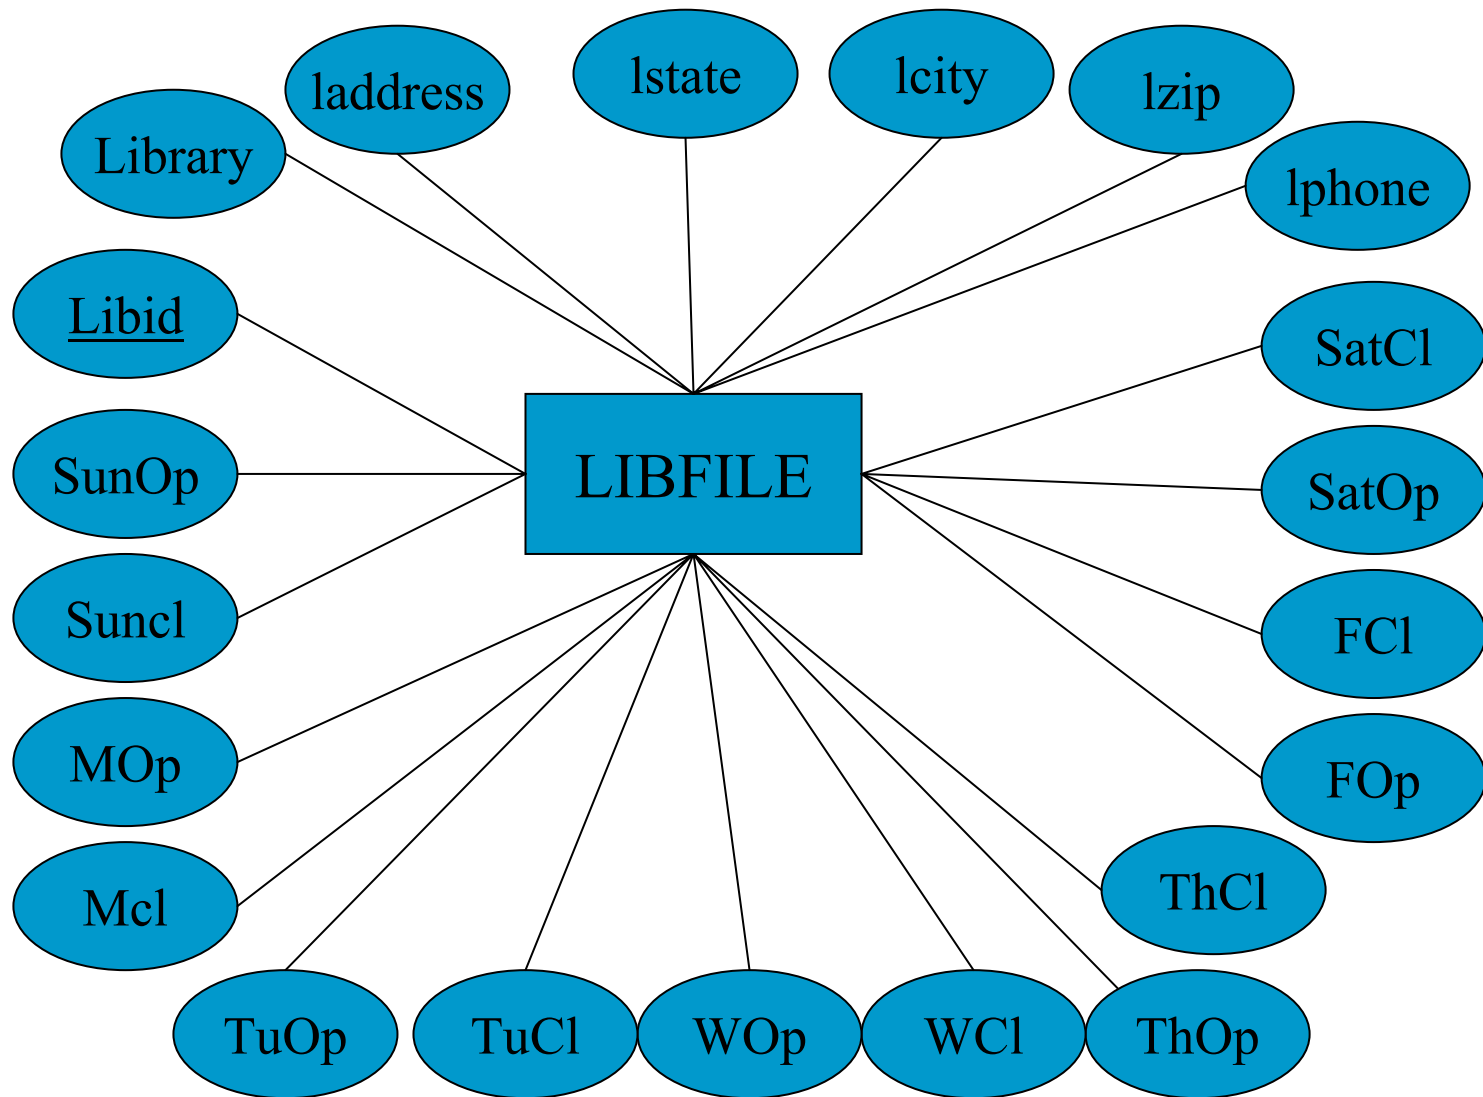 laddress
lstate
lcity
lzip
Library
lphone
Libid
SatCl
SunOp
LIBFILE
SatOp
Suncl
FCl
MOp
FOp
Mcl
ThCl
TuOp
TuCl
WOp
WCl
ThOp